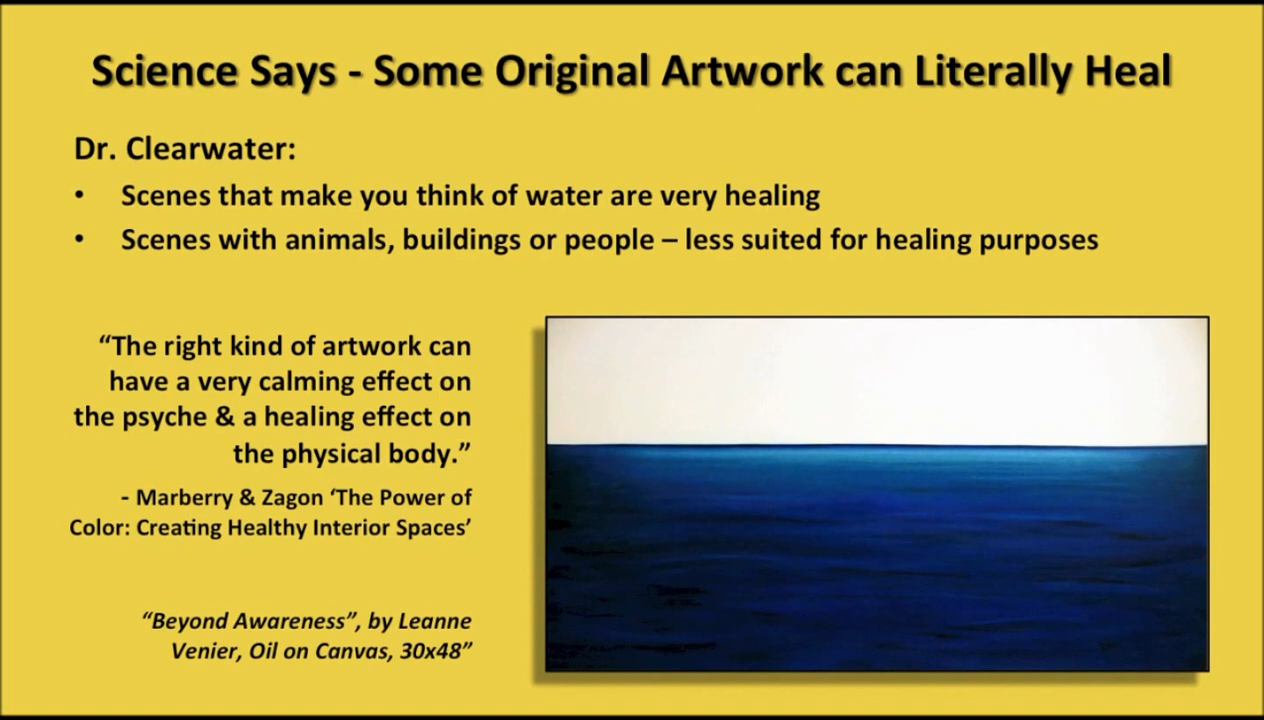 Science Says - Some Original Artwork can Literally Heal
Dr. Clearwater:
• Scenes that make you think of water are very healing
• Scenes with animals, buildings or people – less suited for healing purposes
“The right kind of artwork can
have a very calming effect on
the psyche & a healing effect on
the physical body.”
- Marberry & Zagon ‘The Power of
Color: Creating Healthy Interior Spaces’
“Beyond Awareness”, by Leanne
Venier, Oil on Canvas, 30x48”